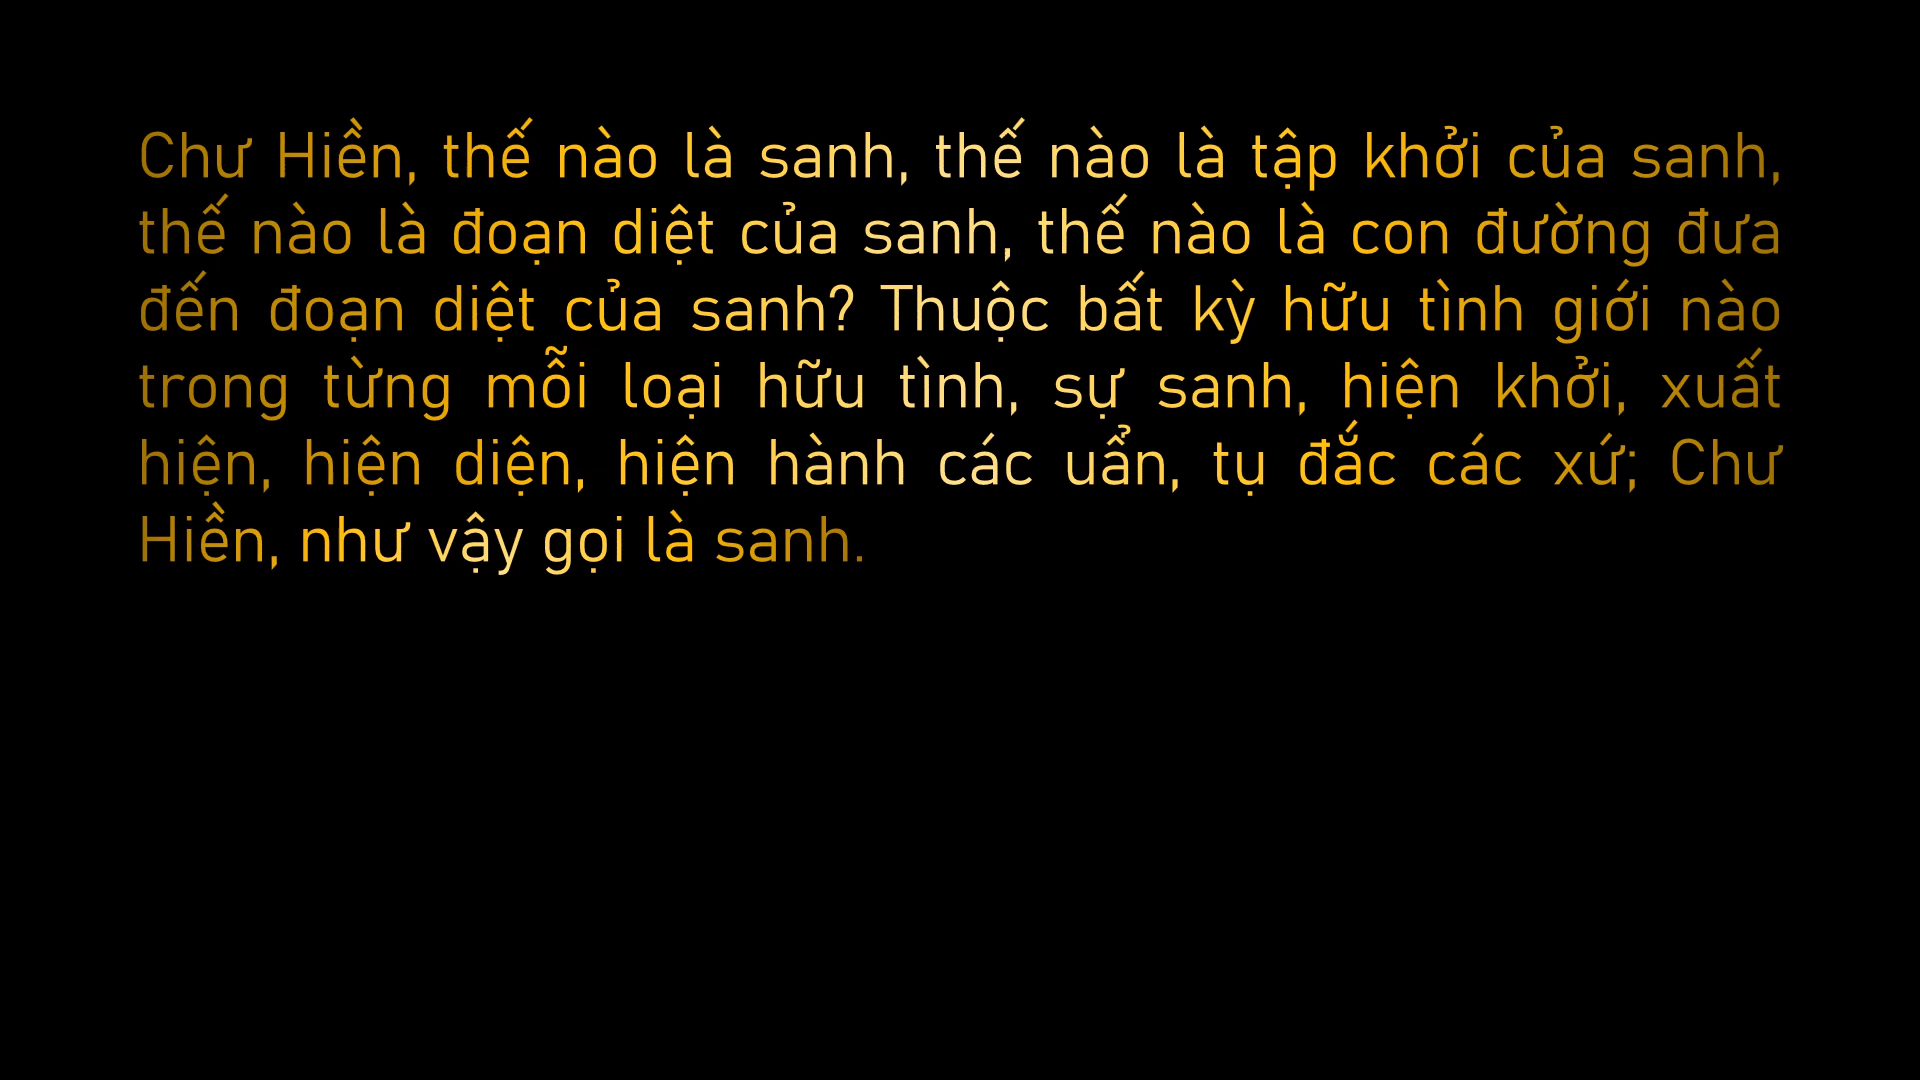 Chư Hiền, thế nào là sanh, thế nào là tập khởi của sanh,
thế nào là đoạn diệt của sanh, thế nào là con đường đưa
đến đoạn diệt của sanh? Thuộc bất kỳ hữu tình giới nào
trong từng mỗi loại hữu tình, sự sanh, hiện khởi, xuất
hiện, hiện diện, hiện hành các uẩn, tụ đắc các xứ; Chư
Hiền, như vậy gọi là sanh.